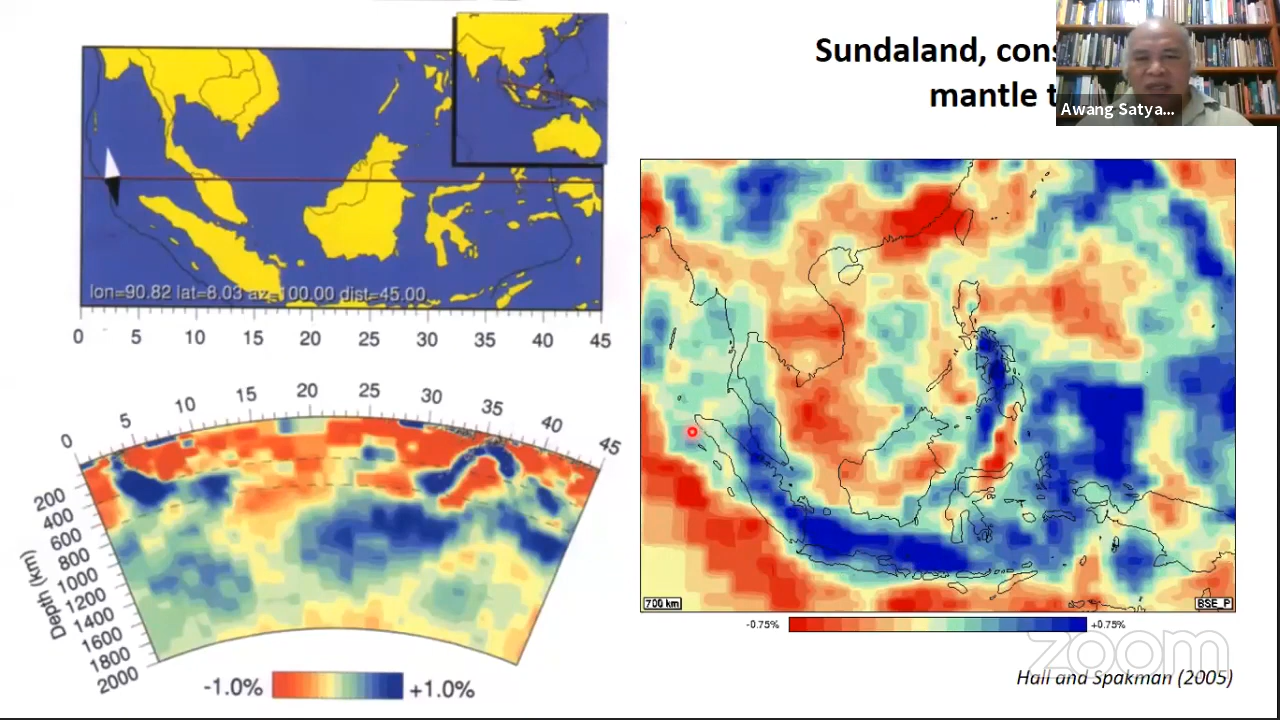 Sundaland, cons
mantle t
Awang Satya...
lon=90.82 lat=8.03 az=100.00 dist=45.00
0 5 10 15 20 25 30 35 40 45
0 5 10 15 20 25 30 35 40 45
200
400
600
800
1000
1200
1400
1600
1800
2000
Depth (km)
-1.0% +1.0%
700 km
BSE_P
-0.75% +0.75%
zoom
Hall and Spakman (2005)